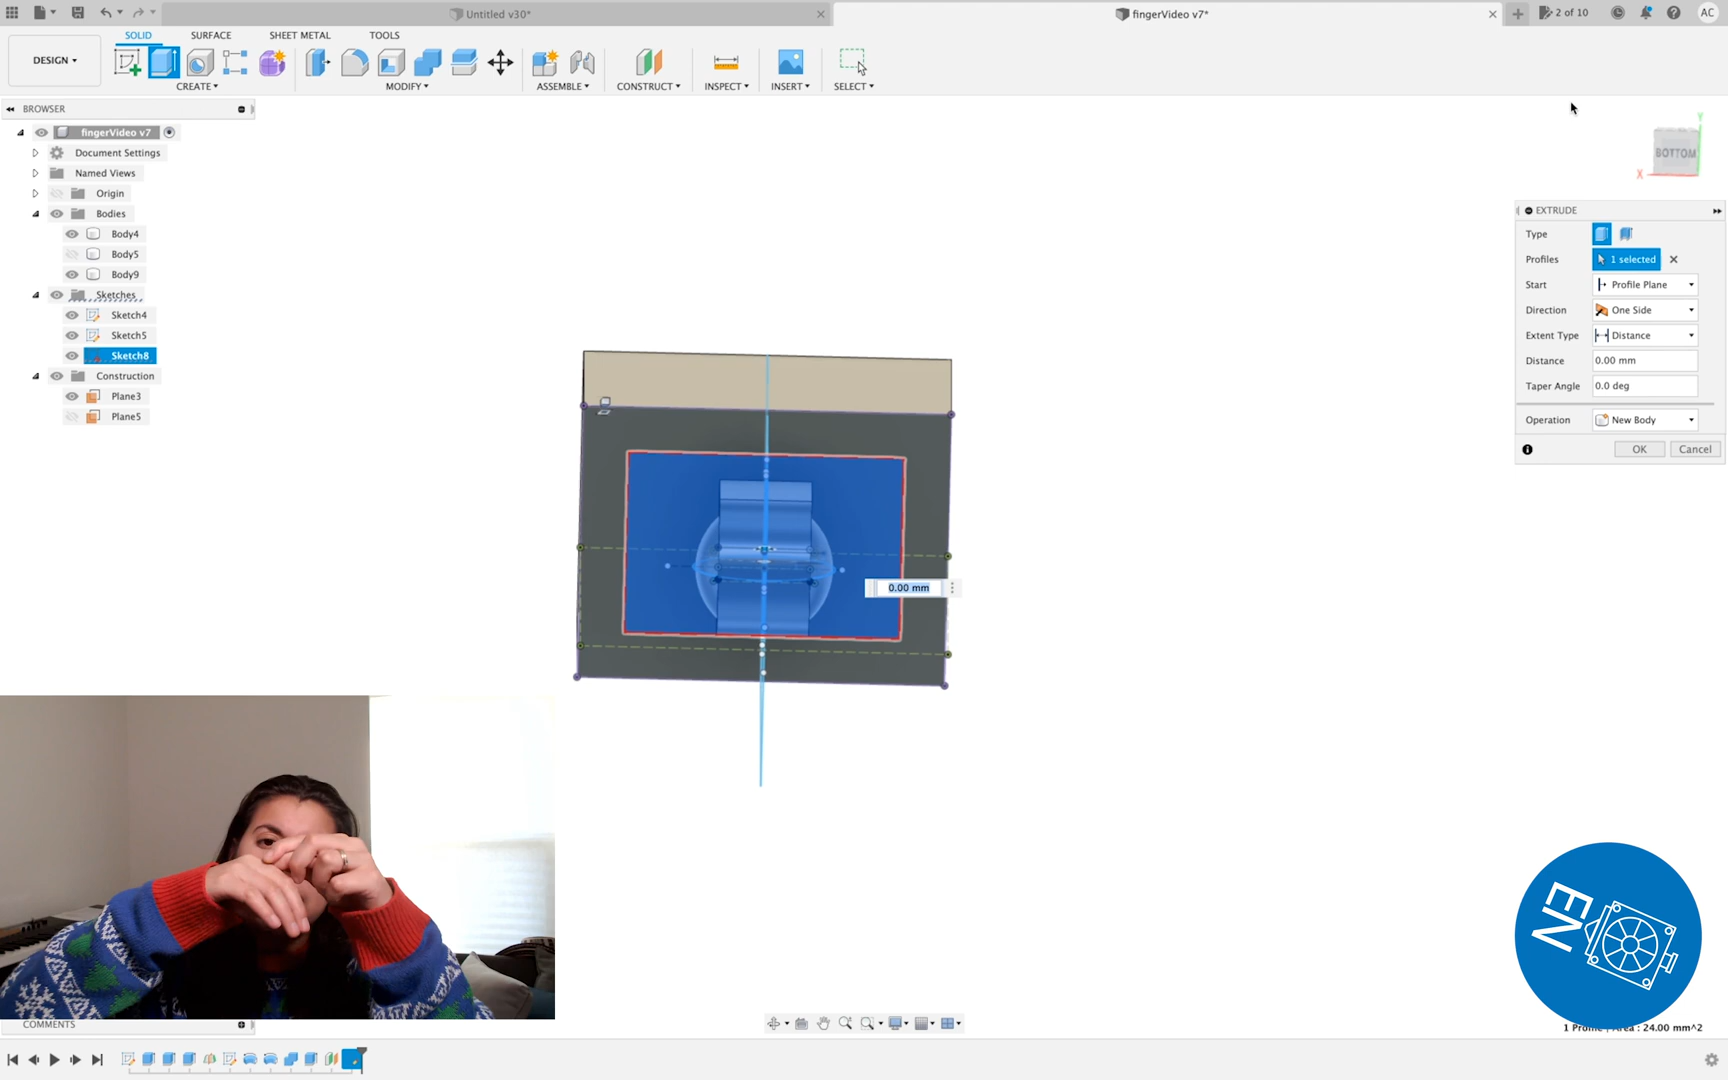 Untitled v30*
fingerVideo v7*
2 of 10
AC
DESIGN
SOLID
SURFACE
SHEET METAL
TOOLS
CREATE
MODIFY
ASSEMBLE
CONSTRUCT
INSPECT
INSERT
SELECT
BROWSER
fingerVideo v7
Document Settings
Named Views
Origin
Bodies
Body4
Body5
Body9
Sketches
Sketch4
Sketch5
Sketch8
Construction
Plane3
Plane5
BOTTOM
X
Y
EXTRUDE
Type
Profiles 1 selected
Start Profile Plane
Direction One Side
Extent Type Distance
Distance 0.00 mm
Taper Angle 0.0 deg
Operation New Body
OK Cancel
0.00 mm
EN
COMMENTS
Area : 24.00 mm^2